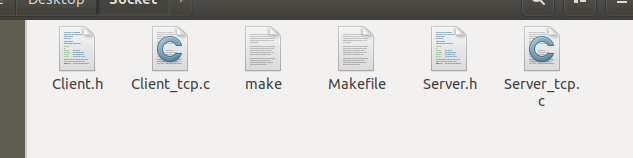 Desktop Socket
Client.h Client_tcp.c make Makefile Server.h Server_tcp.
c